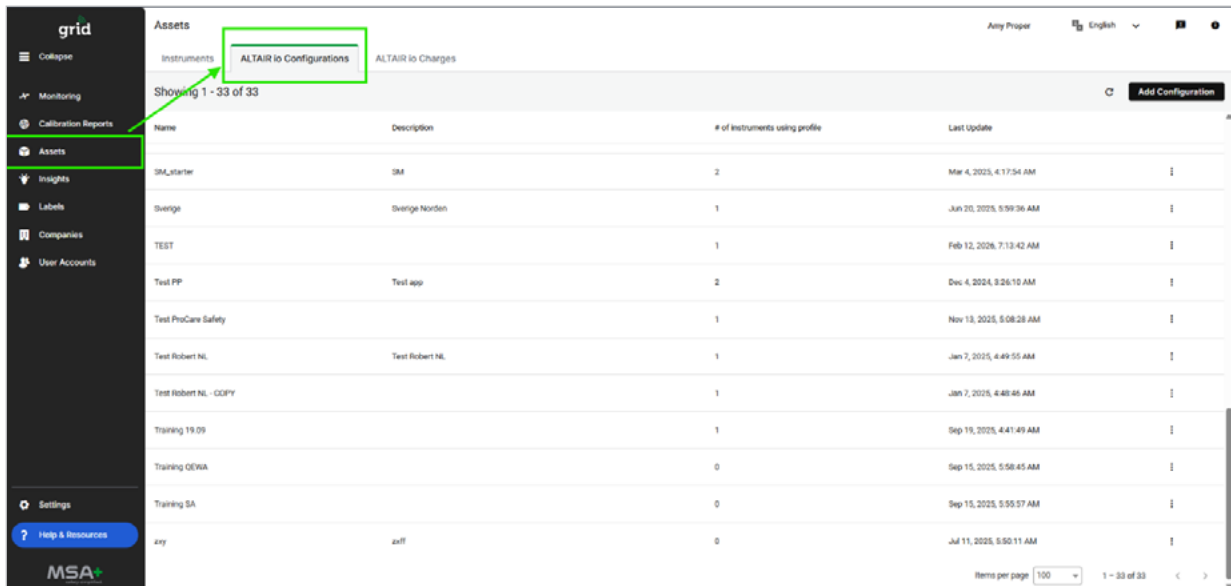 grid
Collapse
Monitoring
Calibration Reports
Assets
Insights
Labels
Companies
User Accounts
Settings
? Help & Resources
MSA+
Assets
Amy Proper
English
Instruments ALTAIR io Configurations ALTAIR io Charges
Showing 1 - 33 of 33
Add Configuration
Name Description # of instruments using profile Last Update
SM_starter SM 2 Mar 4, 2025, 4:17:54 AM
Sverige Sverige Norden 1 Jun 20, 2025, 5:59:36 AM
TEST 1 Feb 12, 2026, 7:13:42 AM
Test PP Test app 2 Dec 4, 2024, 3:26:10 AM
Test ProCare Safety 1 Nov 13, 2025, 5:08:28 AM
Test Robert NL Test Robert NL 1 Jan 7, 2025, 4:49:55 AM
Test Robert NL - COPY 1 Jan 7, 2025, 4:48:46 AM
Training 19.09 1 Sep 19, 2025, 4:41:49 AM
Training QEWA 0 Sep 15, 2025, 5:58:45 AM
Training SA 0 Sep 15, 2025, 5:55:57 AM
0 Jul 11, 2025, 5:50:11 AM
Items per page 100 1 – 33 of 33